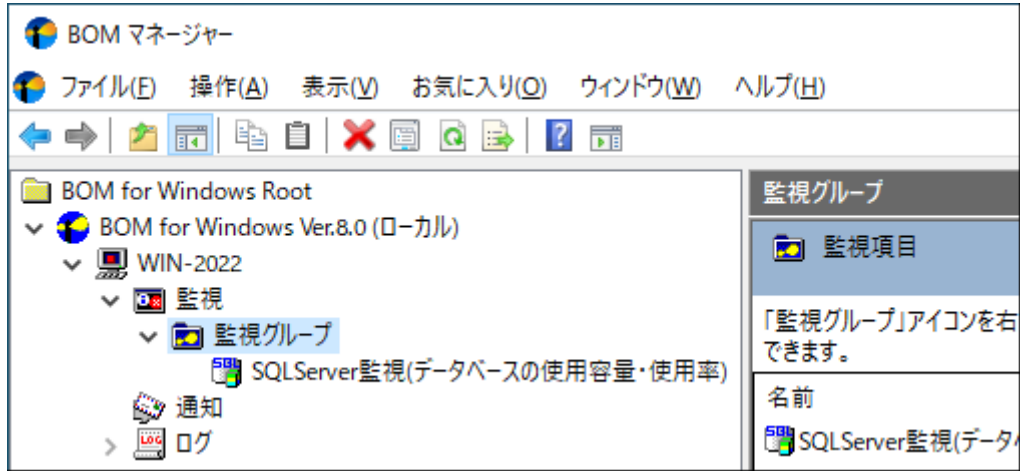 BOM マネージャー
ファイル(F) 操作(A) 表示(V) お気に入り(O) ウィンドウ(W) ヘルプ(H)
BOM for Windows Root
BOM for Windows Ver.8.0 (ローカル)
WIN-2022
監視
監視グループ
SQLServer監視(データベースの使用容量・使用率)
通知
ログ
監視グループ
監視項目
「監視グループ」アイコンを右
できます。
名前
SQLServer監視(データ